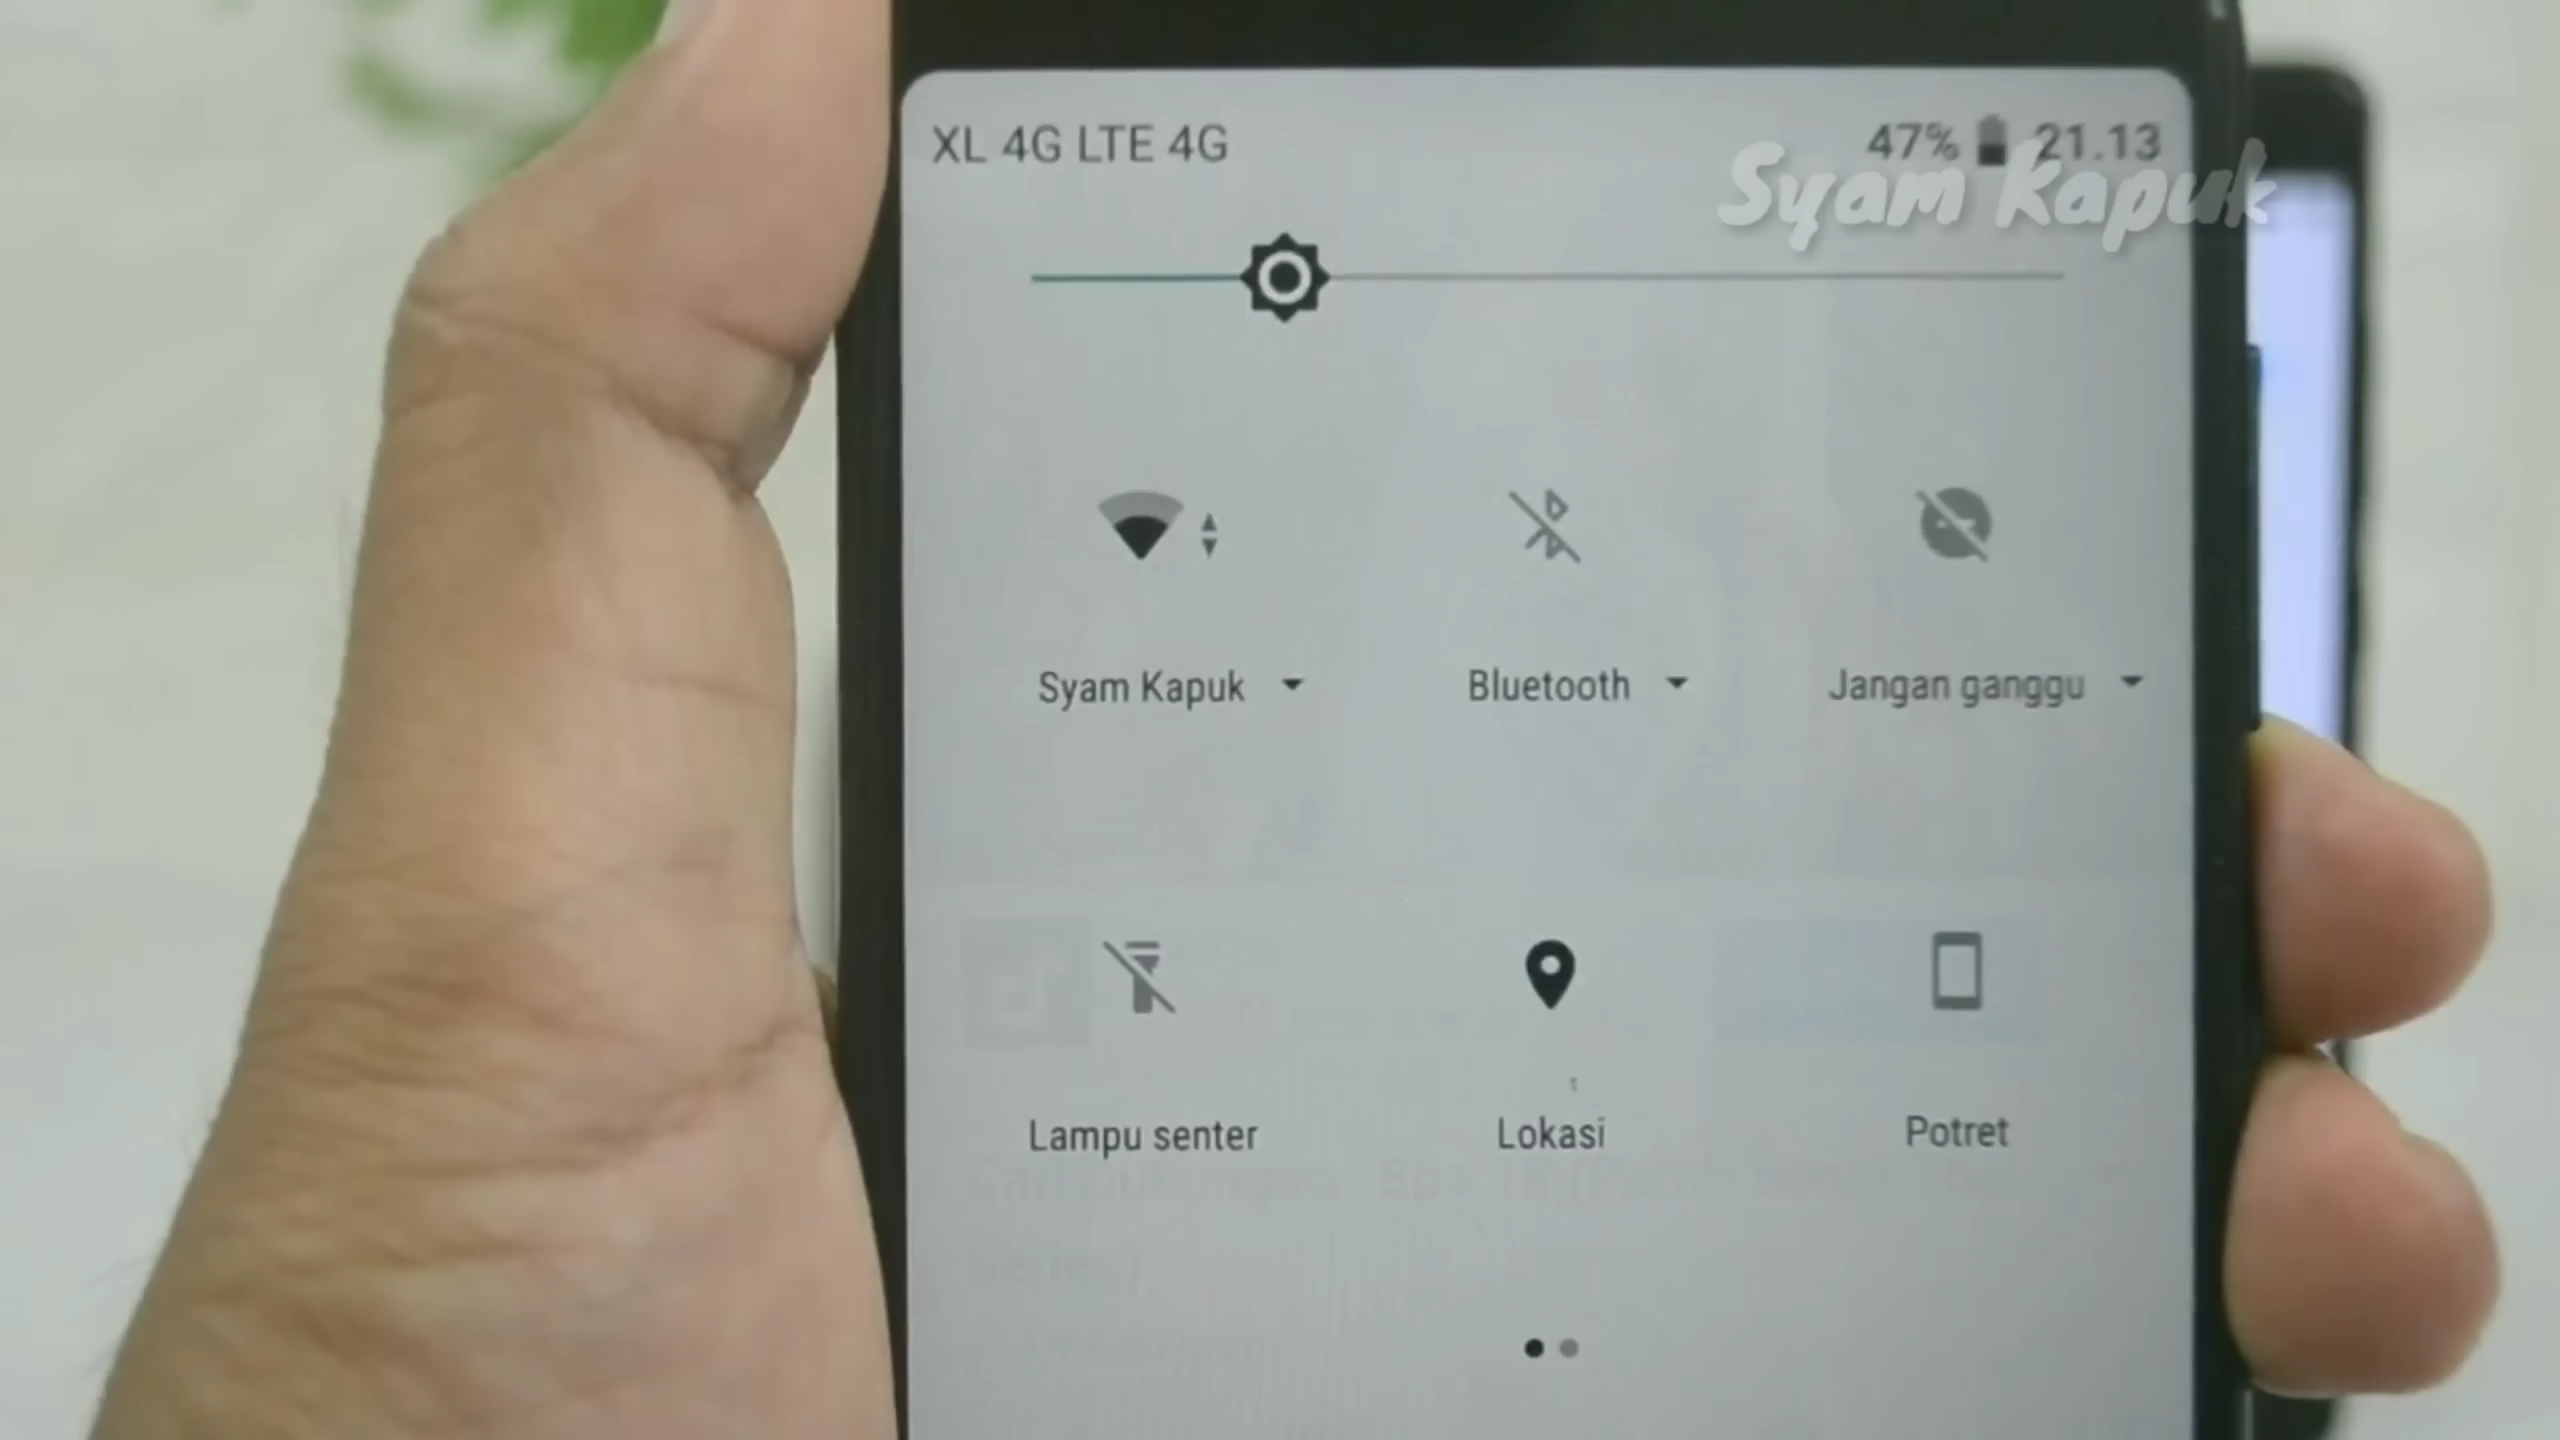 XL 4G LTE 4G
47% 21.13
Syam Kapuk
Syam Kapuk
Bluetooth
Jangan ganggu
Lampu senter
Lokasi
Potret